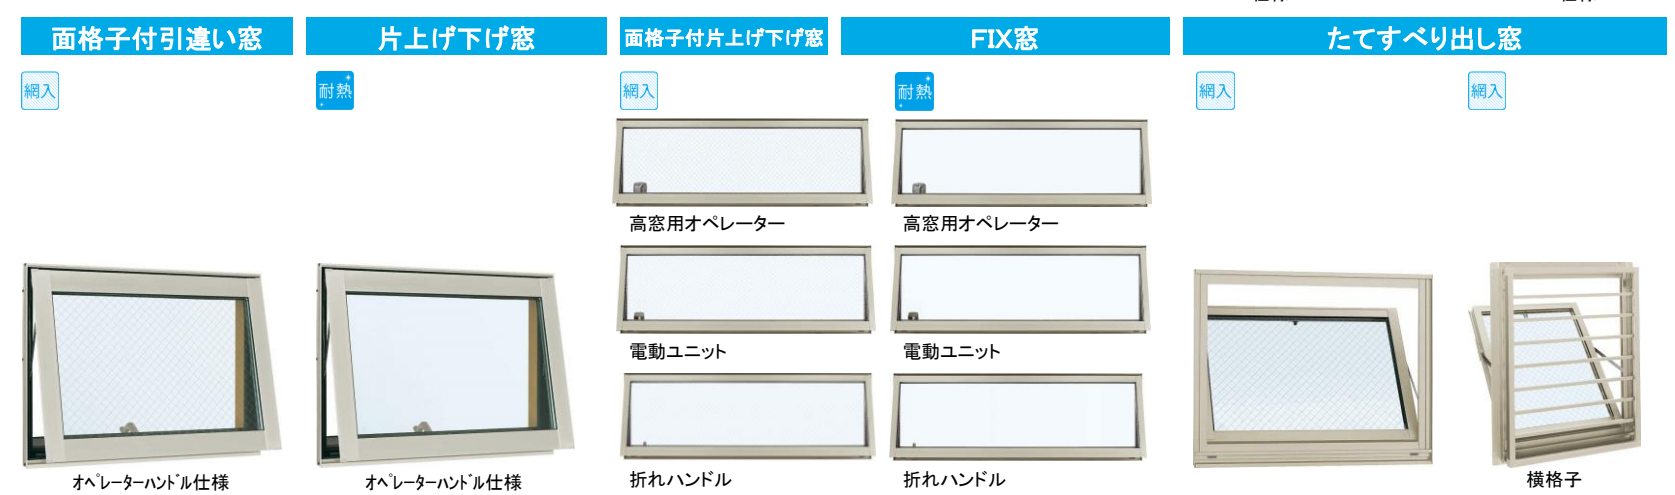 面格子付引違い窓
片上げ下げ窓
面格子付片上げ下げ窓
FIX窓
たてすべり出し窓
網入
耐熱
網入
耐熱
網入
網入
高窓用オペレーター
高窓用オペレーター
電動ユニット
電動ユニット
オペレーターハンドル仕様
オペレーターハンドル仕様
折れハンドル
折れハンドル
横格子